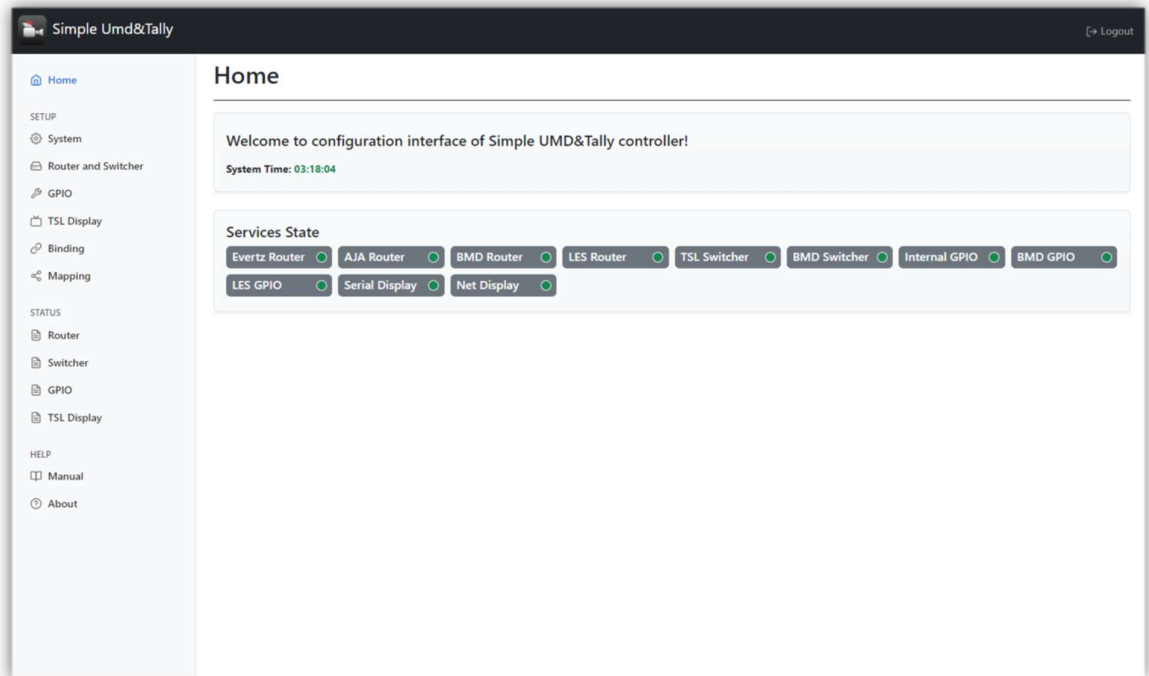 Simple Umd&Tally
Logout
Home
SETUP
System
Router and Switcher
GPIO
TSL Display
Binding
Mapping
STATUS
Router
Switcher
GPIO
TSL Display
HELP
Manual
About
Home
Welcome to configuration interface of Simple UMD&Tally controller!
System Time: 03:18:04
Services State
Evertz Router AJA Router BMD Router LES Router TSL Switcher BMD Switcher Internal GPIO BMD GPIO
LES GPIO Serial Display Net Display